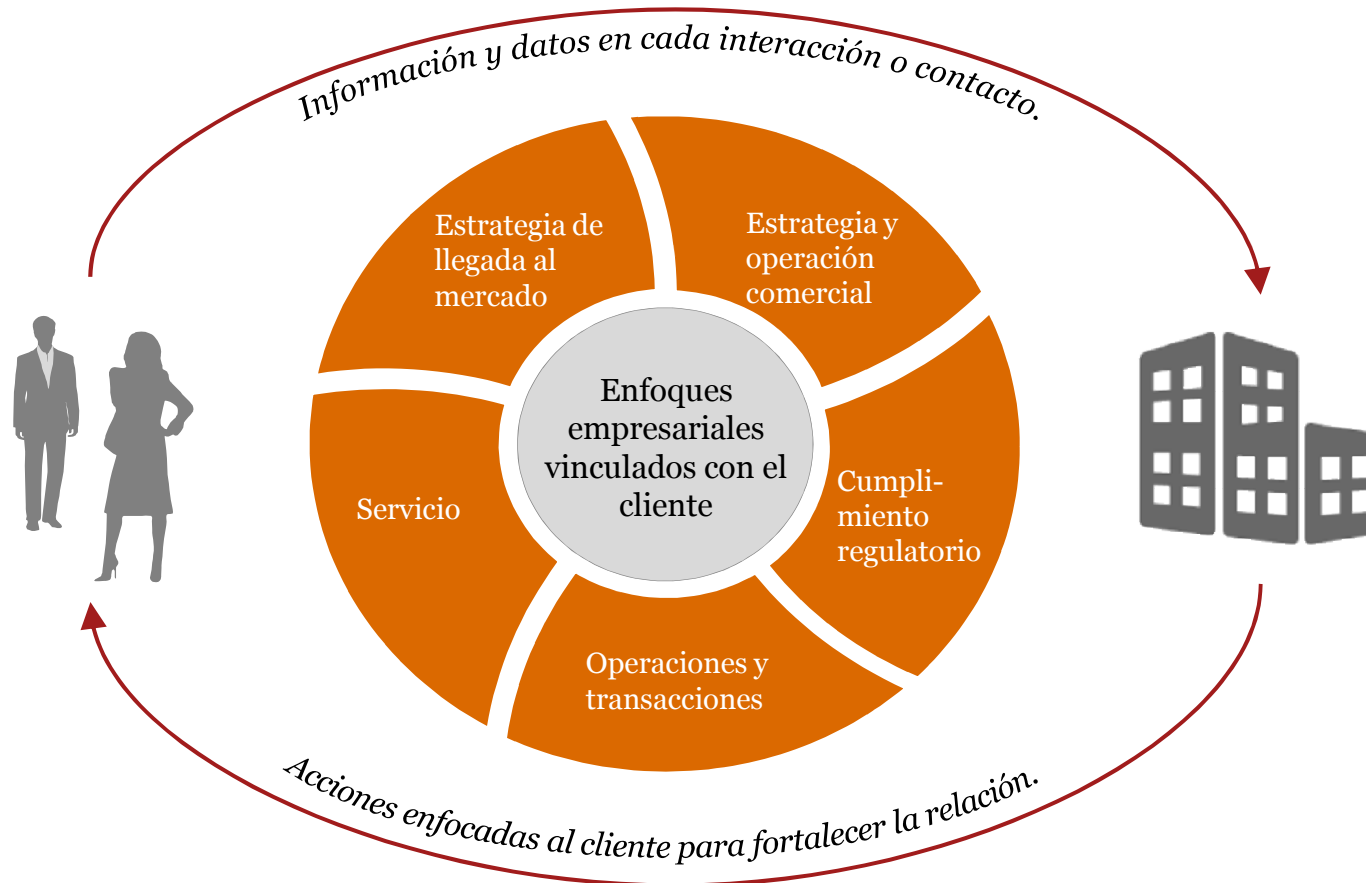 Información y datos en cada interacción o contacto.
Estrategia de
llegada al
mercado
Estrategia y
operación
comercial
Enfoques
empresariales
vinculados con el
cliente
Servicio
Cumpli-
miento
regulatorio
Operaciones y
transacciones
Acciones enfocadas al cliente para fortalecer la relación.